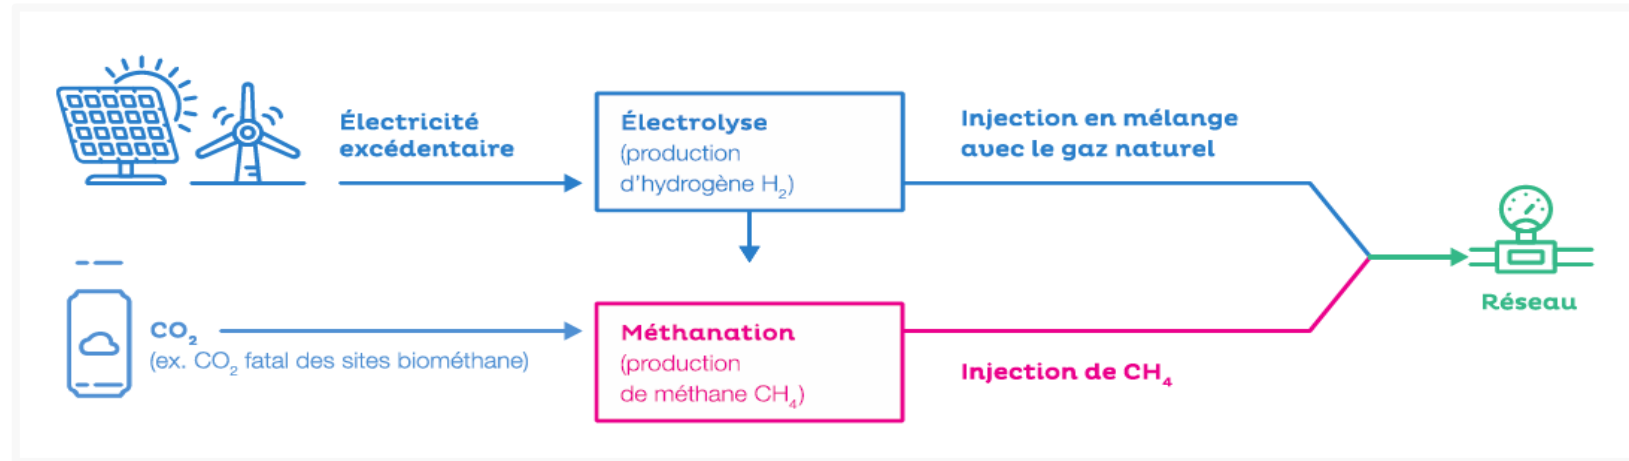 Électricité
excédentaire
Électrolyse
(production
d'hydrogène H₂)
Injection en mélange
avec le gaz naturel
Réseau
CO₂
(ex. CO₂ fatal des sites biométhane)
Méthanation
(production
de méthane CH₄)
Injection de CH₄